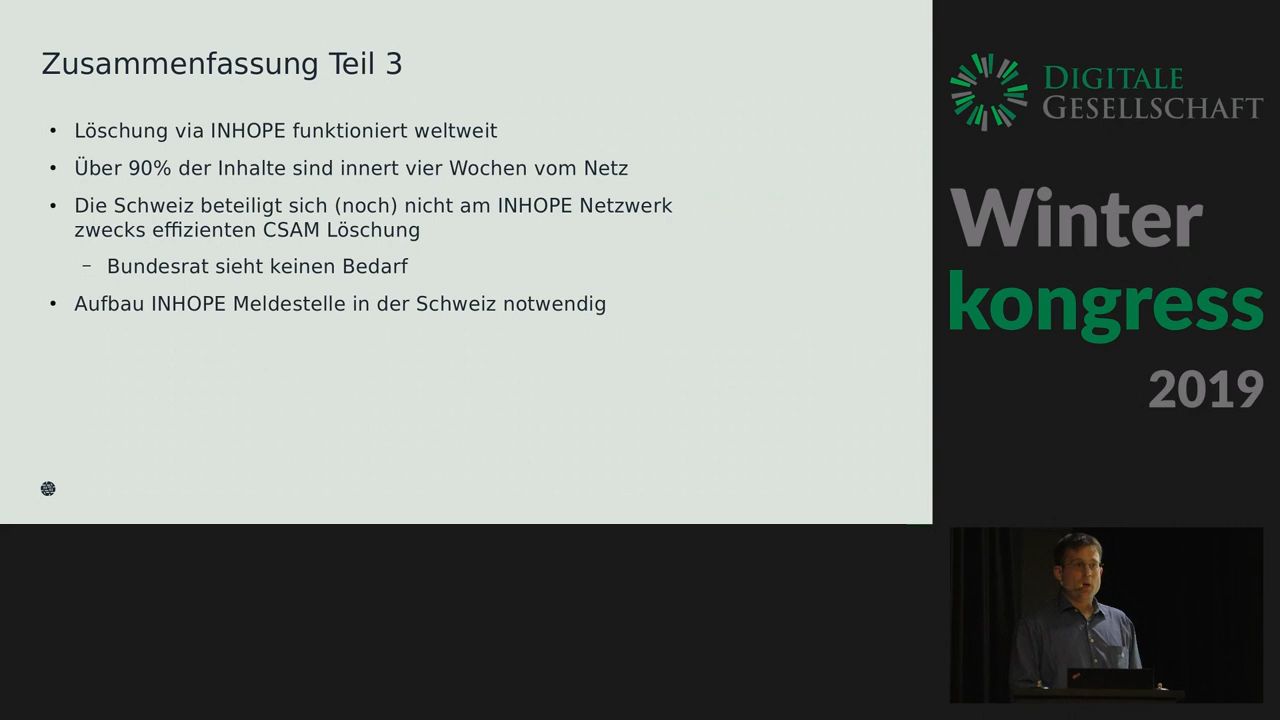 Zusammenfassung Teil 3
• Löschung via INHOPE funktioniert weltweit
• Über 90% der Inhalte sind innert vier Wochen vom Netz
• Die Schweiz beteiligt sich (noch) nicht am INHOPE Netzwerk
zwecks effizienten CSAM Löschung
– Bundesrat sieht keinen Bedarf
• Aufbau INHOPE Meldestelle in der Schweiz notwendig
DIGITALE
GESELLSCHAFT
Winter
kongress
2019